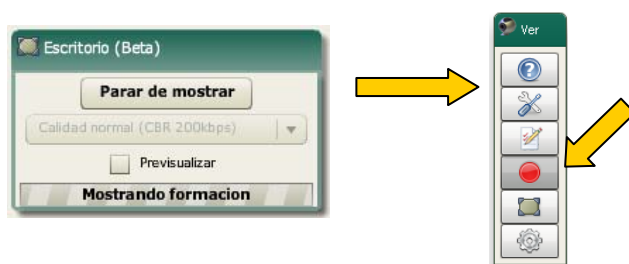 Escritorio (Beta)
Parar de mostrar
Calidad normal (CBR 200kbps)
Previsualizar
Mostrando formacion
Ver
?